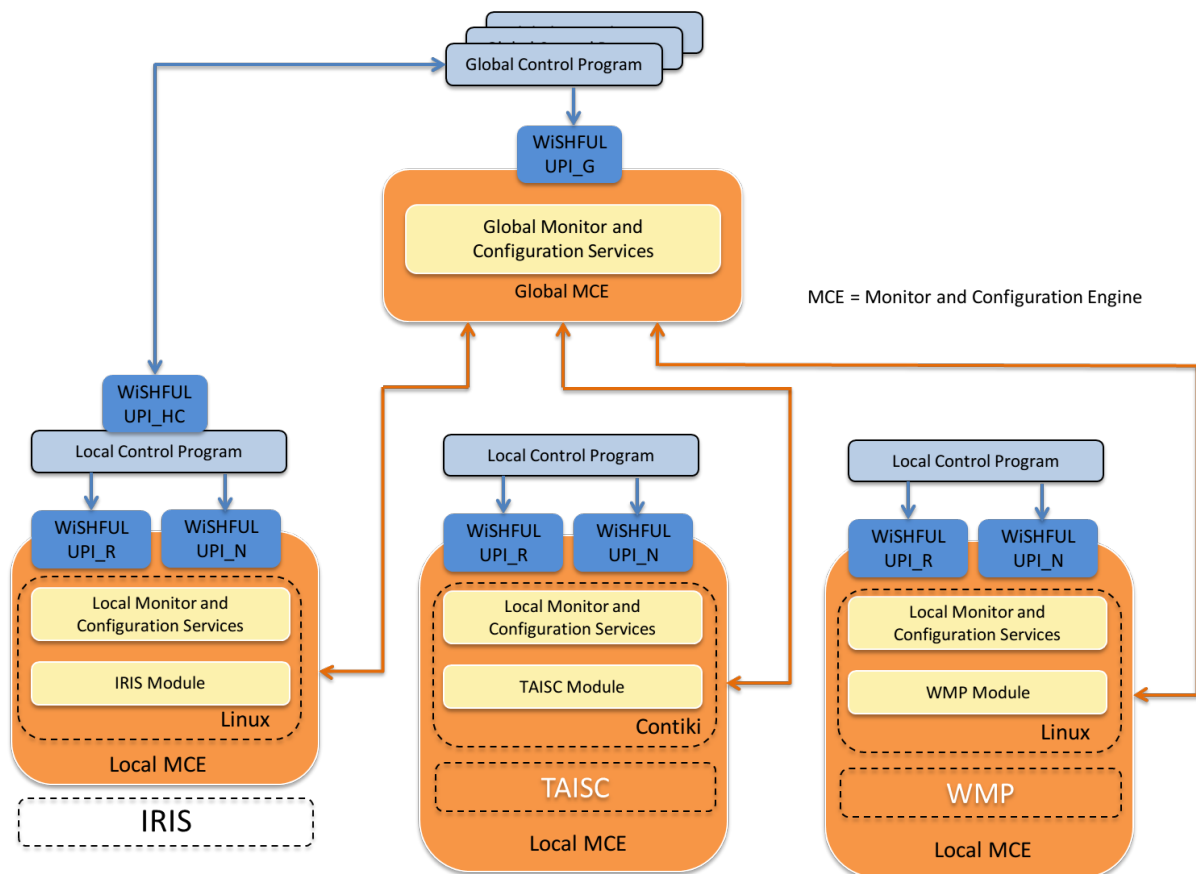 Global Control Program
WiSHFUL
UPI_G
Global Monitor and
Configuration Services
Global MCE
MCE = Monitor and Configuration Engine
WiSHFUL
UPI_HC
Local Control Program
WiSHFUL
UPI_R
WiSHFUL
UPI_N
Local Monitor and
Configuration Services
IRIS Module
Linux
Local MCE
IRIS
Local Control Program
WiSHFUL
UPI_R
WiSHFUL
UPI_N
Local Monitor and
Configuration Services
TAISC Module
Contiki
TAISC
Local MCE
Local Control Program
WiSHFUL
UPI_R
WiSHFUL
UPI_N
Local Monitor and
Configuration Services
WMP Module
Linux
WMP
Local MCE